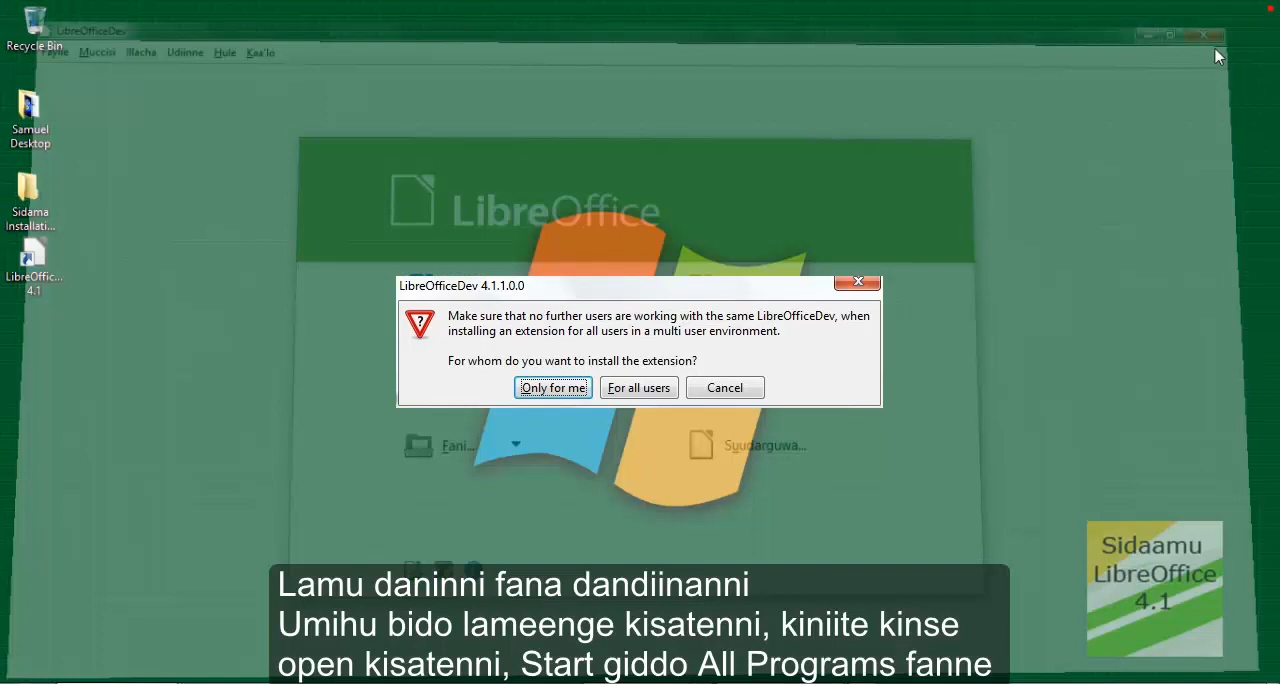 LibreOfficeDev
Recycle Bin
Faylle Muccisi Illacha Udiinne Hule Kaa'lo
Samuel
Desktop
Sidama
Installati...
LibreOffic...
4.1
LibreOffice
LibreOfficeDev 4.1.1.0.0
Make sure that no further users are working with the same LibreOfficeDev, when
installing an extension for all users in a multi user environment.
For whom do you want to install the extension?
Only for me For all users Cancel
Fani... Suudarguwa...
Sidaamu
LibreOffice
4.1
Lamu daninni fana dandiinanni
Umihu bido lameenge kisatenni, kiniite kinse
open kisatenni, Start giddo All Programs fanne